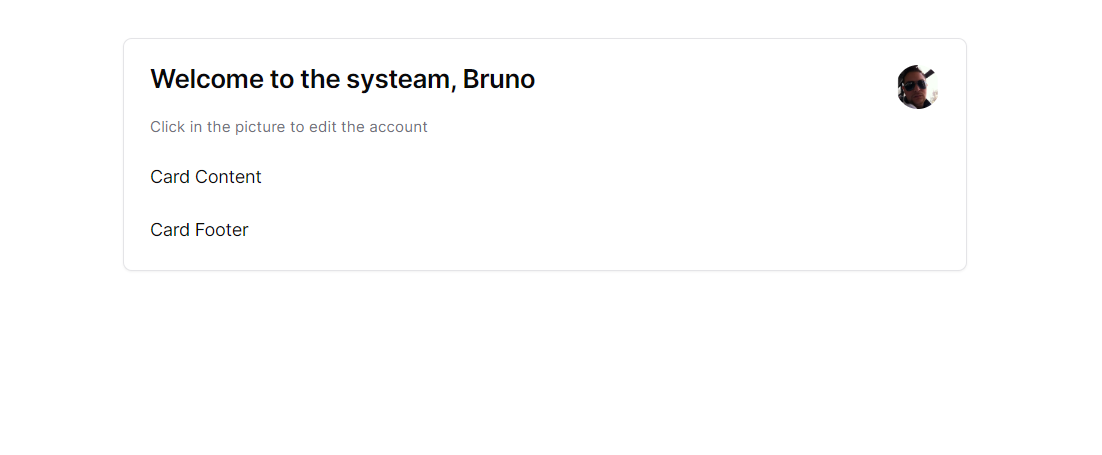 Welcome to the systeam, Bruno
Click in the picture to edit the account
Card Content
Card Footer